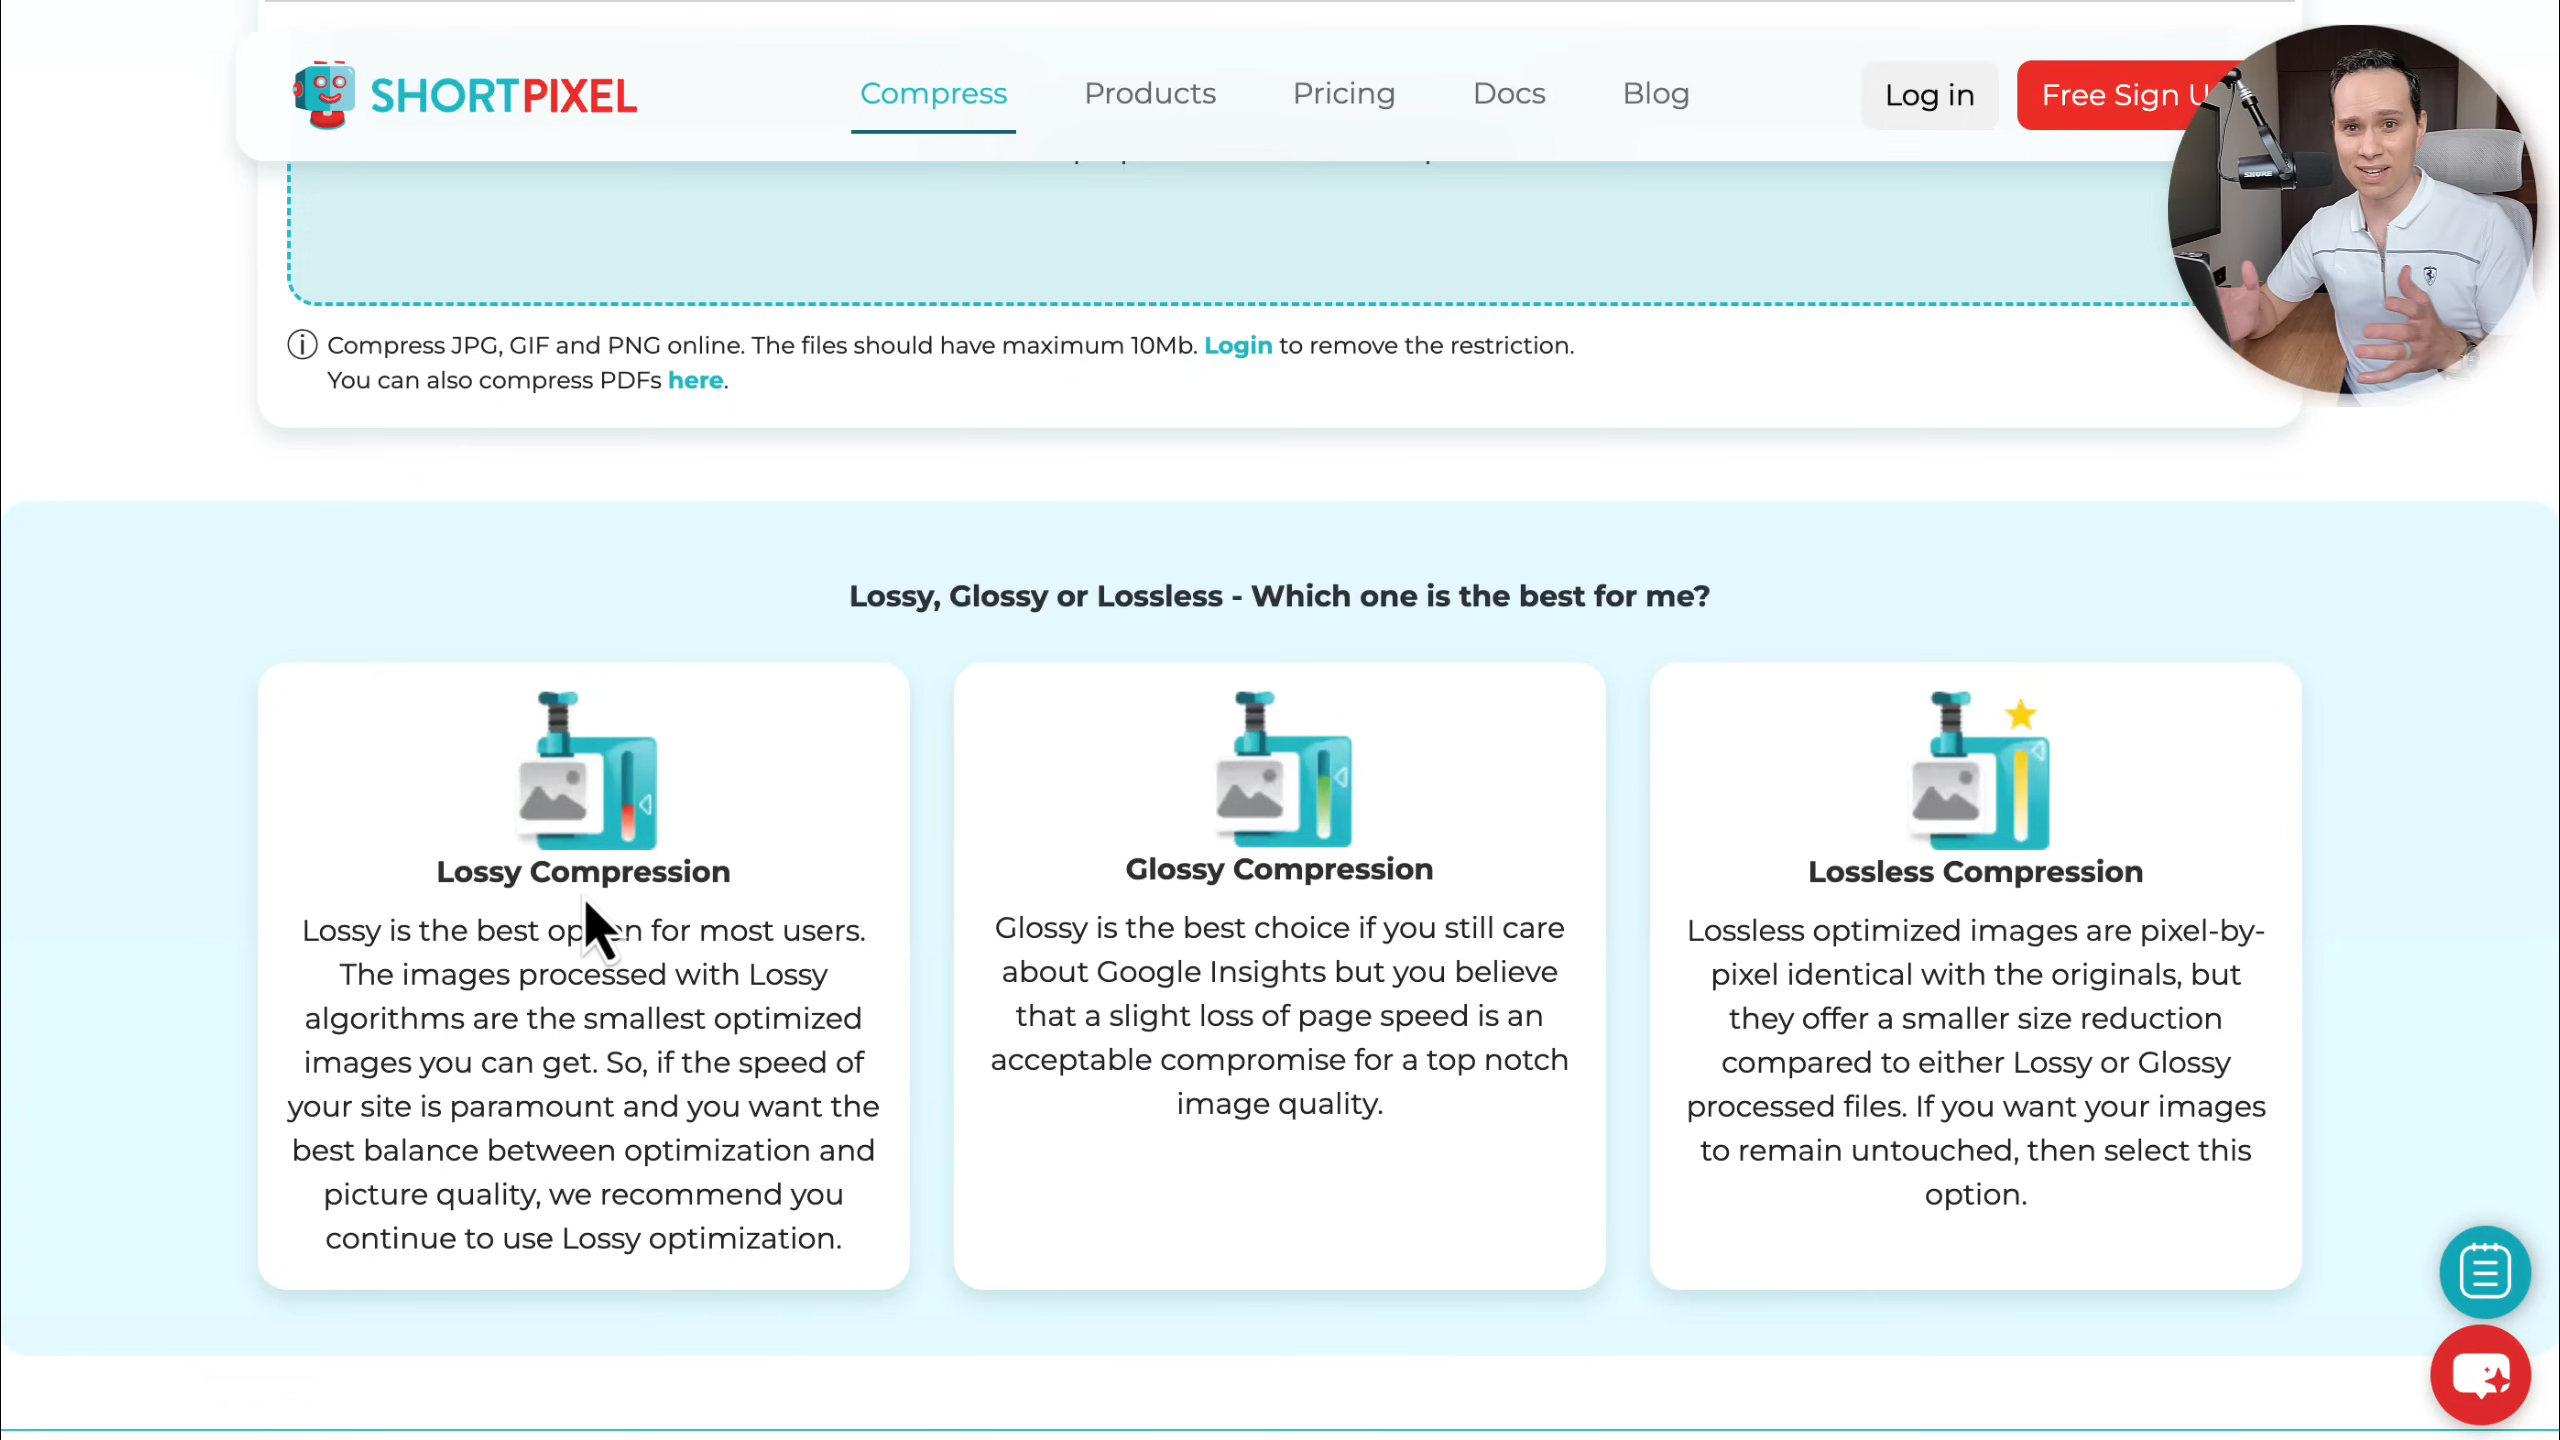 SHORTPIXEL
Compress
Products
Pricing
Docs
Blog
Log in
Free Sign U
SHURE
Compress JPG, GIF and PNG online. The files should have maximum 10Mb. Login to remove the restriction.
You can also compress PDFs here.
Lossy, Glossy or Lossless - Which one is the best for me?
Lossy Compression
Lossy is the best op n for most users.
The images processed with Lossy
algorithms are the smallest optimized
images you can get. So, if the speed of
your site is paramount and you want the
best balance between optimization and
picture quality, we recommend you
continue to use Lossy optimization.
Glossy Compression
Glossy is the best choice if you still care
about Google Insights but you believe
that a slight loss of page speed is an
acceptable compromise for a top notch
image quality.
Lossless Compression
Lossless optimized images are pixel-by-
pixel identical with the originals, but
they offer a smaller size reduction
compared to either Lossy or Glossy
processed files. If you want your images
to remain untouched, then select this
option.